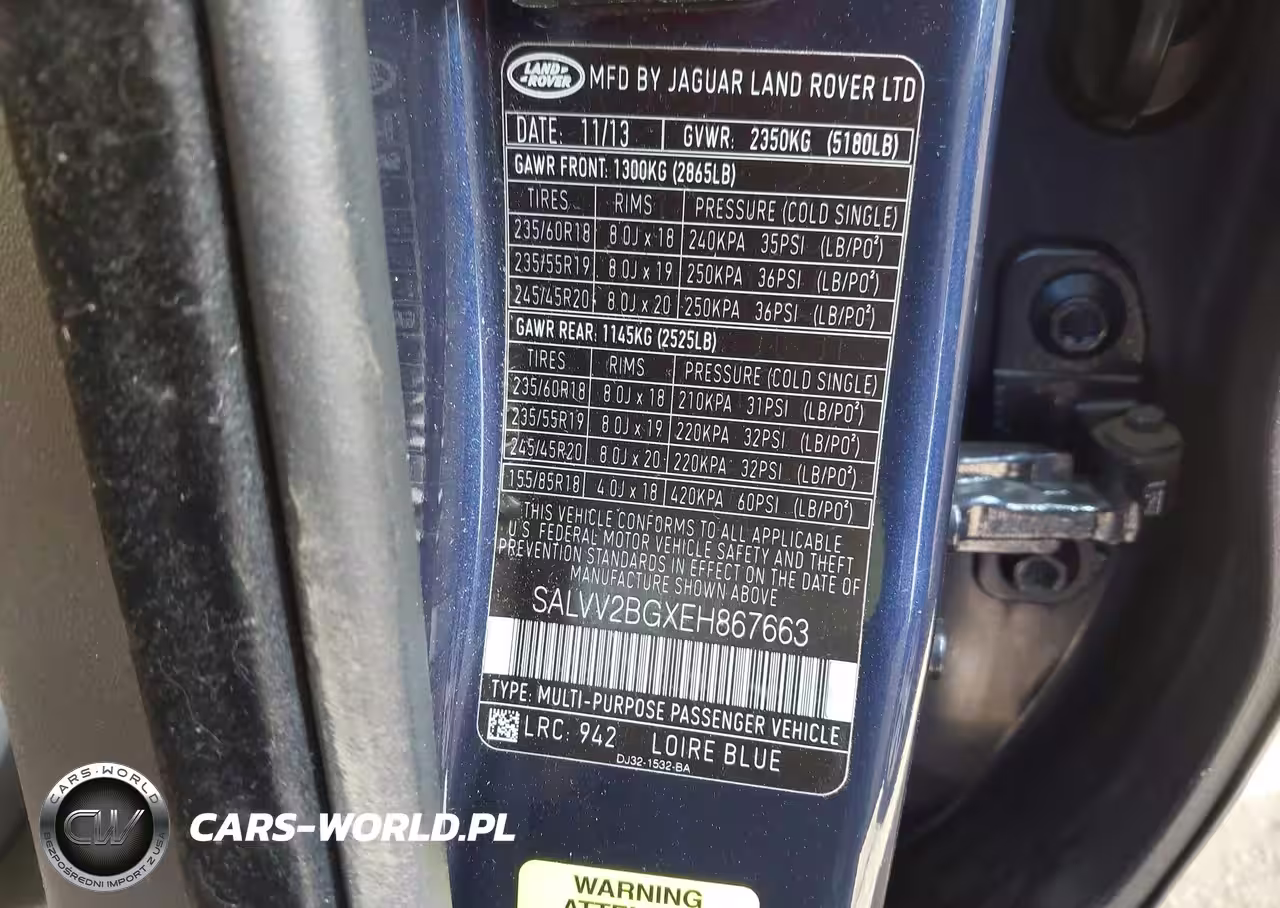 LAND ROVER MFD BY JAGUAR LAND ROVER LTD
DATE: 11/13 GVWR: 2350KG (5180LB)
GAWR FRONT: 1300KG (2865LB)
TIRES RIMS PRESSURE (COLD SINGLE)
235/60R18 8.0J x 18 240KPA 35PSI (LB/PO²)
235/55R19 8.0J x 19 250KPA 36PSI (LB/PO²)
245/45R20 8.0J x 20 250KPA 36PSI (LB/PO²)
GAWR REAR: 1145KG (2525LB)
TIRES RIMS PRESSURE (COLD SINGLE)
235/60R18 8.0J x 18 210KPA 31PSI (LB/PO²)
235/55R19 8.0J x 19 220KPA 32PSI (LB/PO²)
245/45R20 8.0J x 20 220KPA 32PSI (LB/PO²)
155/85R18 4.0J x 18 420KPA 60PSI (LB/PO²)
THIS VEHICLE CONFORMS TO ALL APPLICABLE
U.S. FEDERAL MOTOR VEHICLE SAFETY AND THEFT
PREVENTION STANDARDS IN EFFECT ON THE DATE OF
MANUFACTURE SHOWN ABOVE
SALVV2BGXEH867663
TYPE: MULTI-PURPOSE PASSENGER VEHICLE
LRC: 942 LOIRE BLUE
DJ32-1532-BA
CARS-WORLD
CW
BEZPOŚREDNI IMPORT Z USA
CARS-WORLD.PL
WARNING